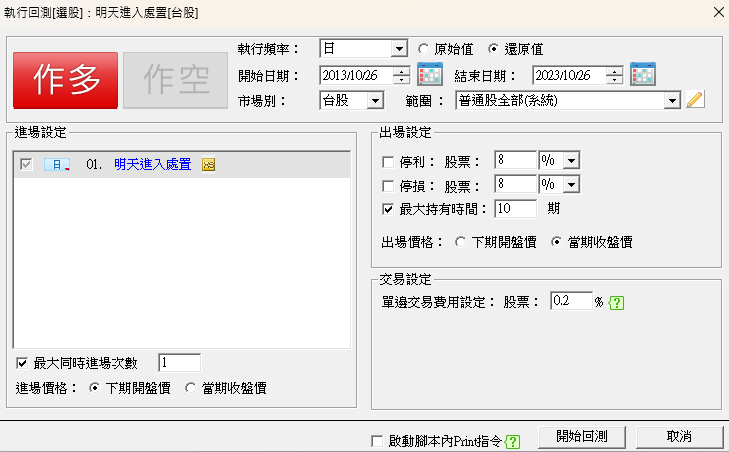 執行回測[選股]：明天進入處置[台股]
作多 作空
執行頻率： 日 原始值 還原值
開始日期： 2013/10/26 結束日期： 2023/10/26
市場別： 台股 範圍： 普通股全部(系統)
進場設定
日 01. 明天進入處置
最大同時進場次數 1
進場價格： 下期開盤價 當期收盤價
出場設定
停利： 股票： 8 %
停損： 股票： 8 %
最大持有時間： 10 期
出場價格： 下期開盤價 當期收盤價
交易設定
單邊交易費用設定： 股票： 0.2 % ?
啟動腳本內Print指令 ? 開始回測 取消